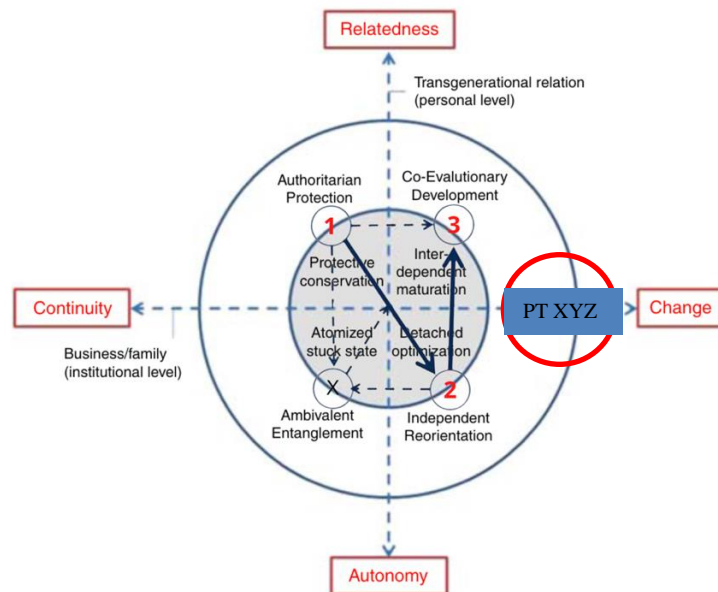 Relatedness
Transgenerational relation
(personal level)
Authoritarian
Protection
Co-Evalutionary
Development
1
3
Protective
conservation
Inter-
dependent
maturation
Continuity
PT XYZ
Change
Business/family
(institutional level)
Atomized
stuck state
Detached
optimization
X
2
Ambivalent
Entanglement
Independent
Reorientation
Autonomy